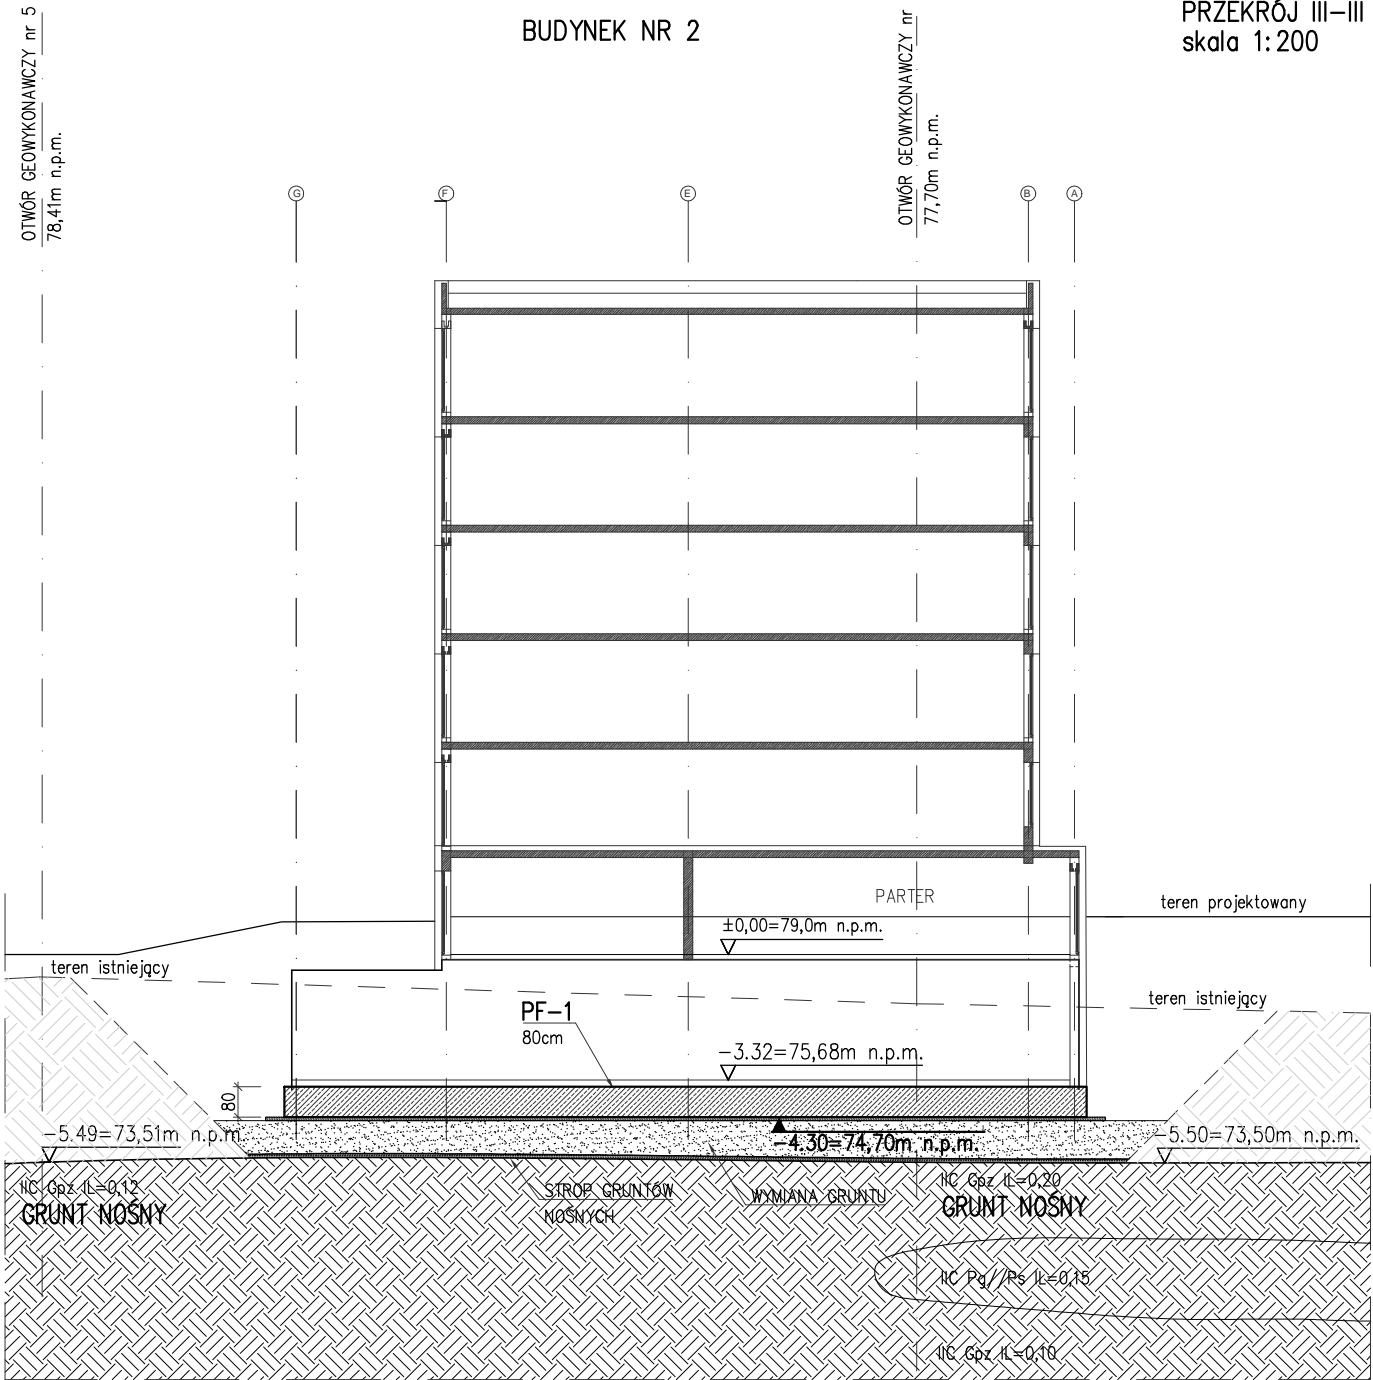 BUDYNEK NR 2
PRZEKRÓJ III-III
skala 1:200
OTWÓR GEOWYKONAWCZY nr 5
78,41m n.p.m.
OTWÓR GEOWYKONAWCZY nr
77,70m n.p.m.
G
F
E
B
A
PARTER
teren projektowany
±0,00=79,0m n.p.m.
teren istniejący
teren istniejący
PF-1
80cm
-3.32=75,68m n.p.m.
80
-5.49=73,51m n.p.m.
-4.30=74,70m n.p.m.
-5.50=73,50m n.p.m.
IIC Gpz IL=0,12
GRUNT NOŚNY
STROP GRUNTÓW
NOŚNYCH
WYMIANA GRUNTU
IIC Gpz IL=0,20
GRUNT NOŚNY
IIC Pg//Ps IL=0,15
IIC Gpz IL=0,10